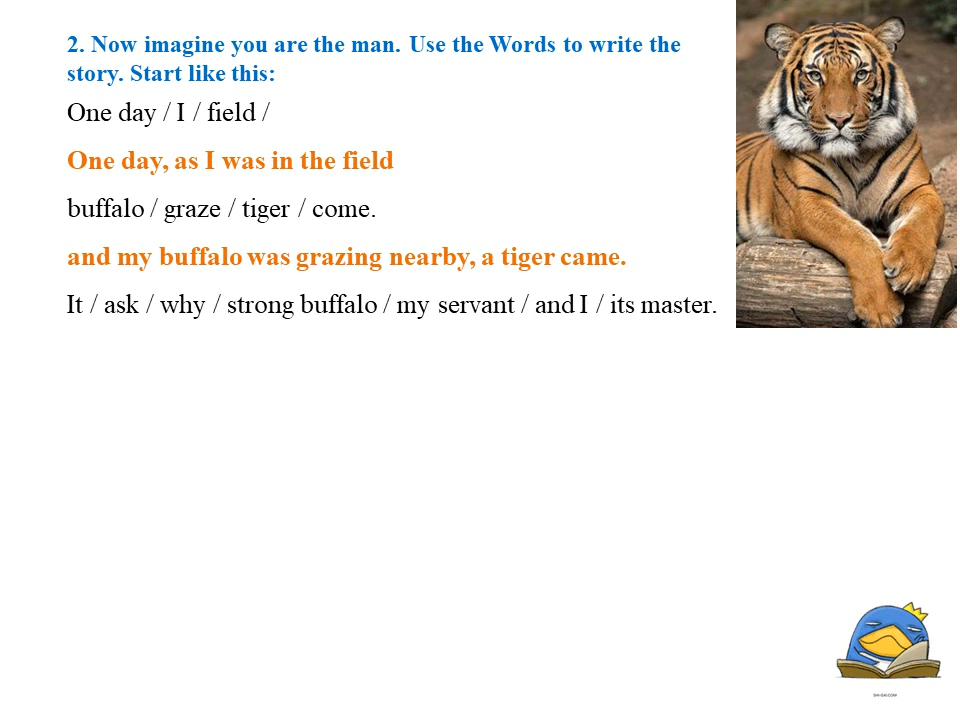 2. Now imagine you are the man. Use the Words to write the
story. Start like this:
One day / I / field /
One day, as I was in the field
buffalo / graze / tiger / come.
and my buffalo was grazing nearby, a tiger came.
It / ask / why / strong buffalo / my servant / and I / its master.